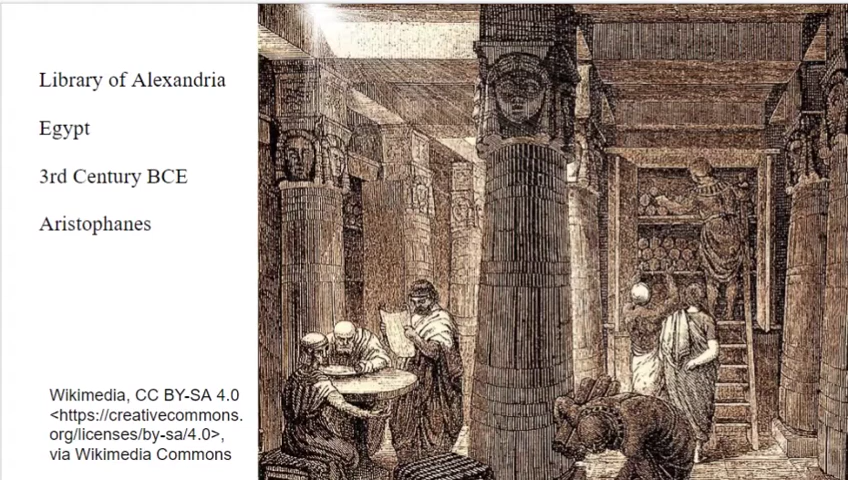 Library of Alexandria
Egypt
3rd Century BCE
Aristophanes
Wikimedia, CC BY-SA 4.0
<https://creativecommons.
org/licenses/by-sa/4.0>,
via Wikimedia Commons